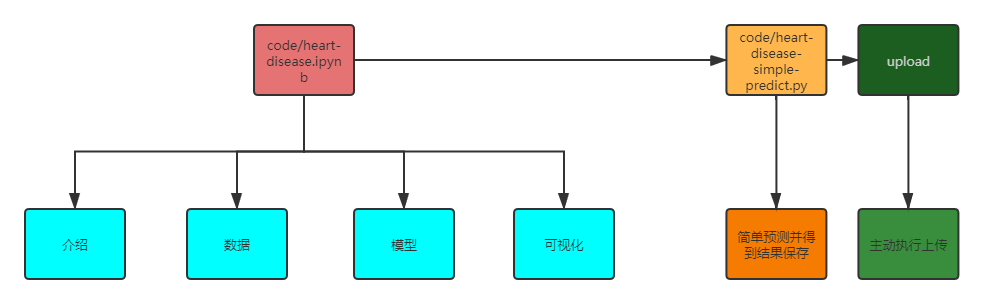 code/heart-
disease.ipyn
b
code/heart-
disease-
simple-
predict.py
upload
介绍
数据
模型
可视化
简单预测并得
到结果保存
主动执行上传